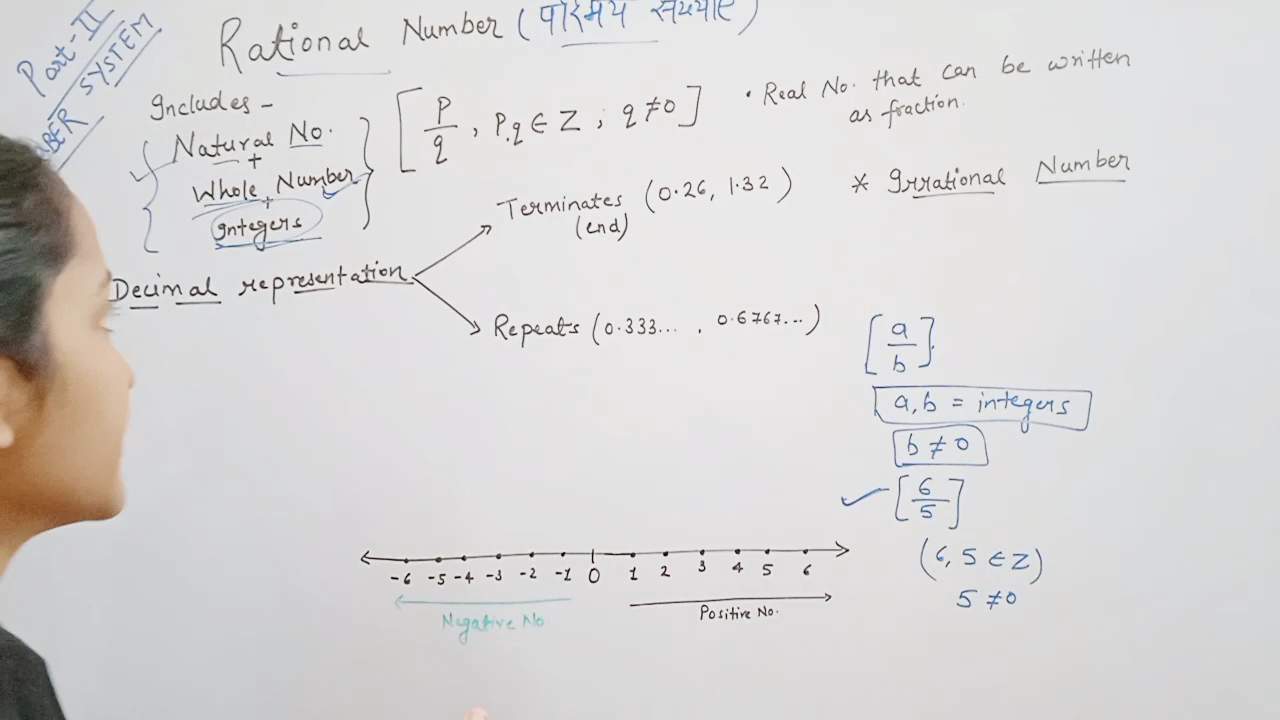 Part-II
BER SYSTEM
Rational Number (
Includes -
Natural No.
+
Whole Number
+
Integers
[P/q, P,q ∈ Z ; q ≠ 0]
• Real No. that can be written
as fraction.
* Irrational Number
Decimal representation
Terminates (0.26, 1.32)
(end)
Repeats (0.333... , 0.6767...)
[a/b].
a,b = integers
b ≠ 0
✓ [6/5]
(6, 5 ∈ Z)
5 ≠ 0
-6 -5 -4 -3 -2 -1 0 1 2 3 4 5 6
Negative No.
Positive No.